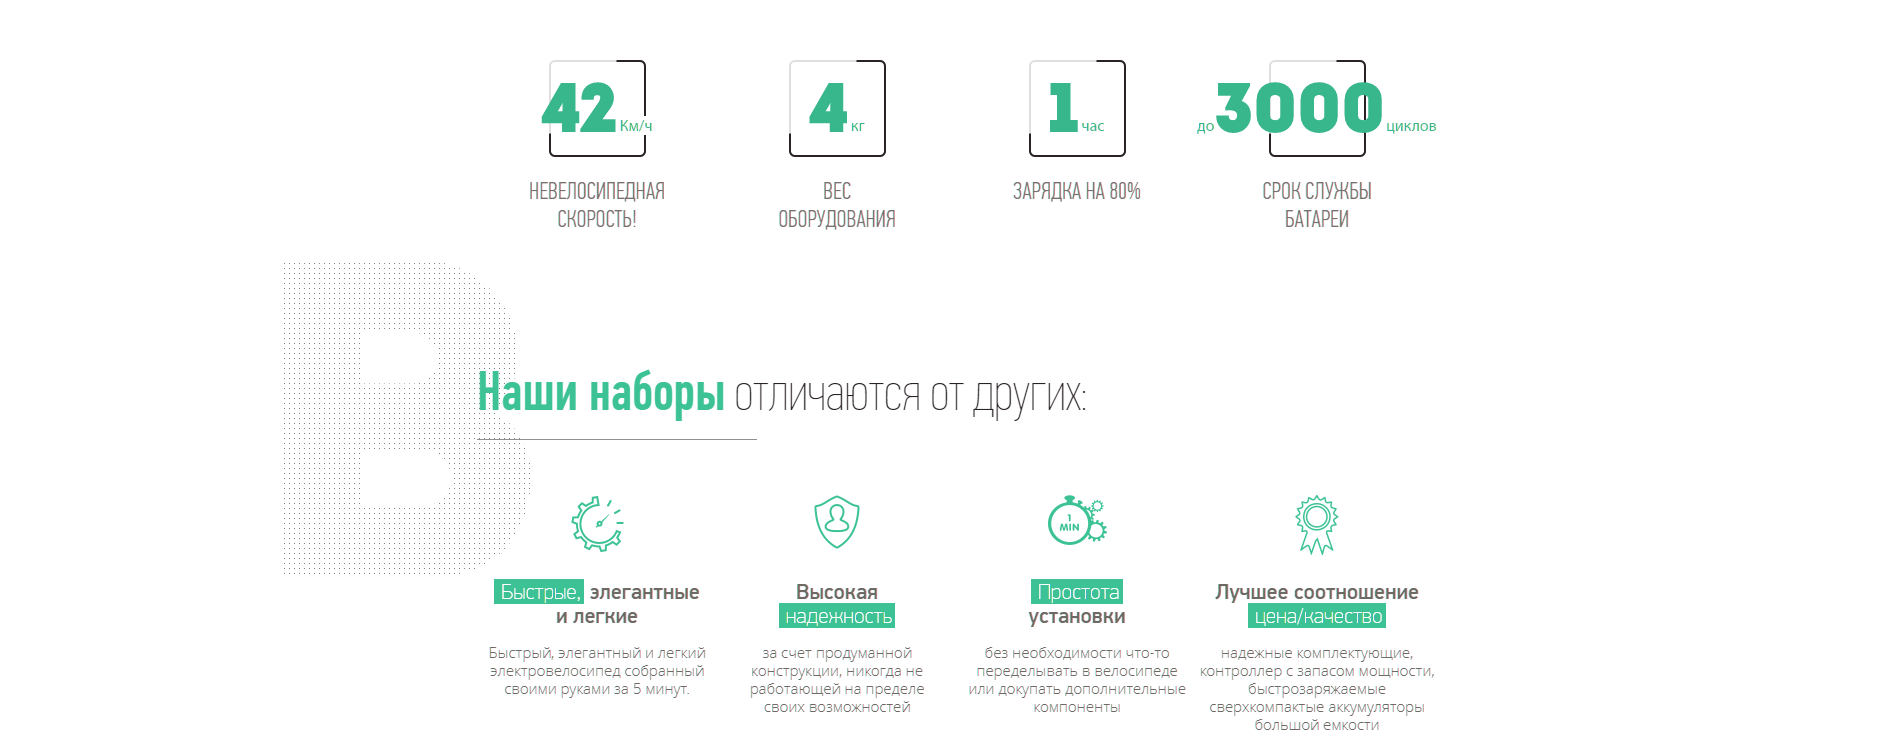 42 Км/ч
4 кг
1 час
до 3000 циклов
НЕВЕЛОСИПЕДНАЯ
СКОРОСТЬ!
ВЕС
ОБОРУДОВАНИЯ
ЗАРЯДКА НА 80%
СРОК СЛУЖБЫ
БАТАРЕИ
В
Наши наборы отличаются от других:
1
MIN
Быстрые, элегантные
и легкие
Быстрый, элегантный и легкий
электровелосипед собранный
своими руками за 5 минут.
Высокая
надежность
за счет продуманной
конструкции, никогда не
работающей на пределе
своих возможностей
Простота
установки
без необходимости что-то
переделывать в велосипеде
или докупать дополнительные
компоненты
Лучшее соотношение
цена/качество
надежные комплектующие,
контроллер с запасом мощности,
быстрозаряжаемые
сверхкомпактые аккумуляторы
большой емкости